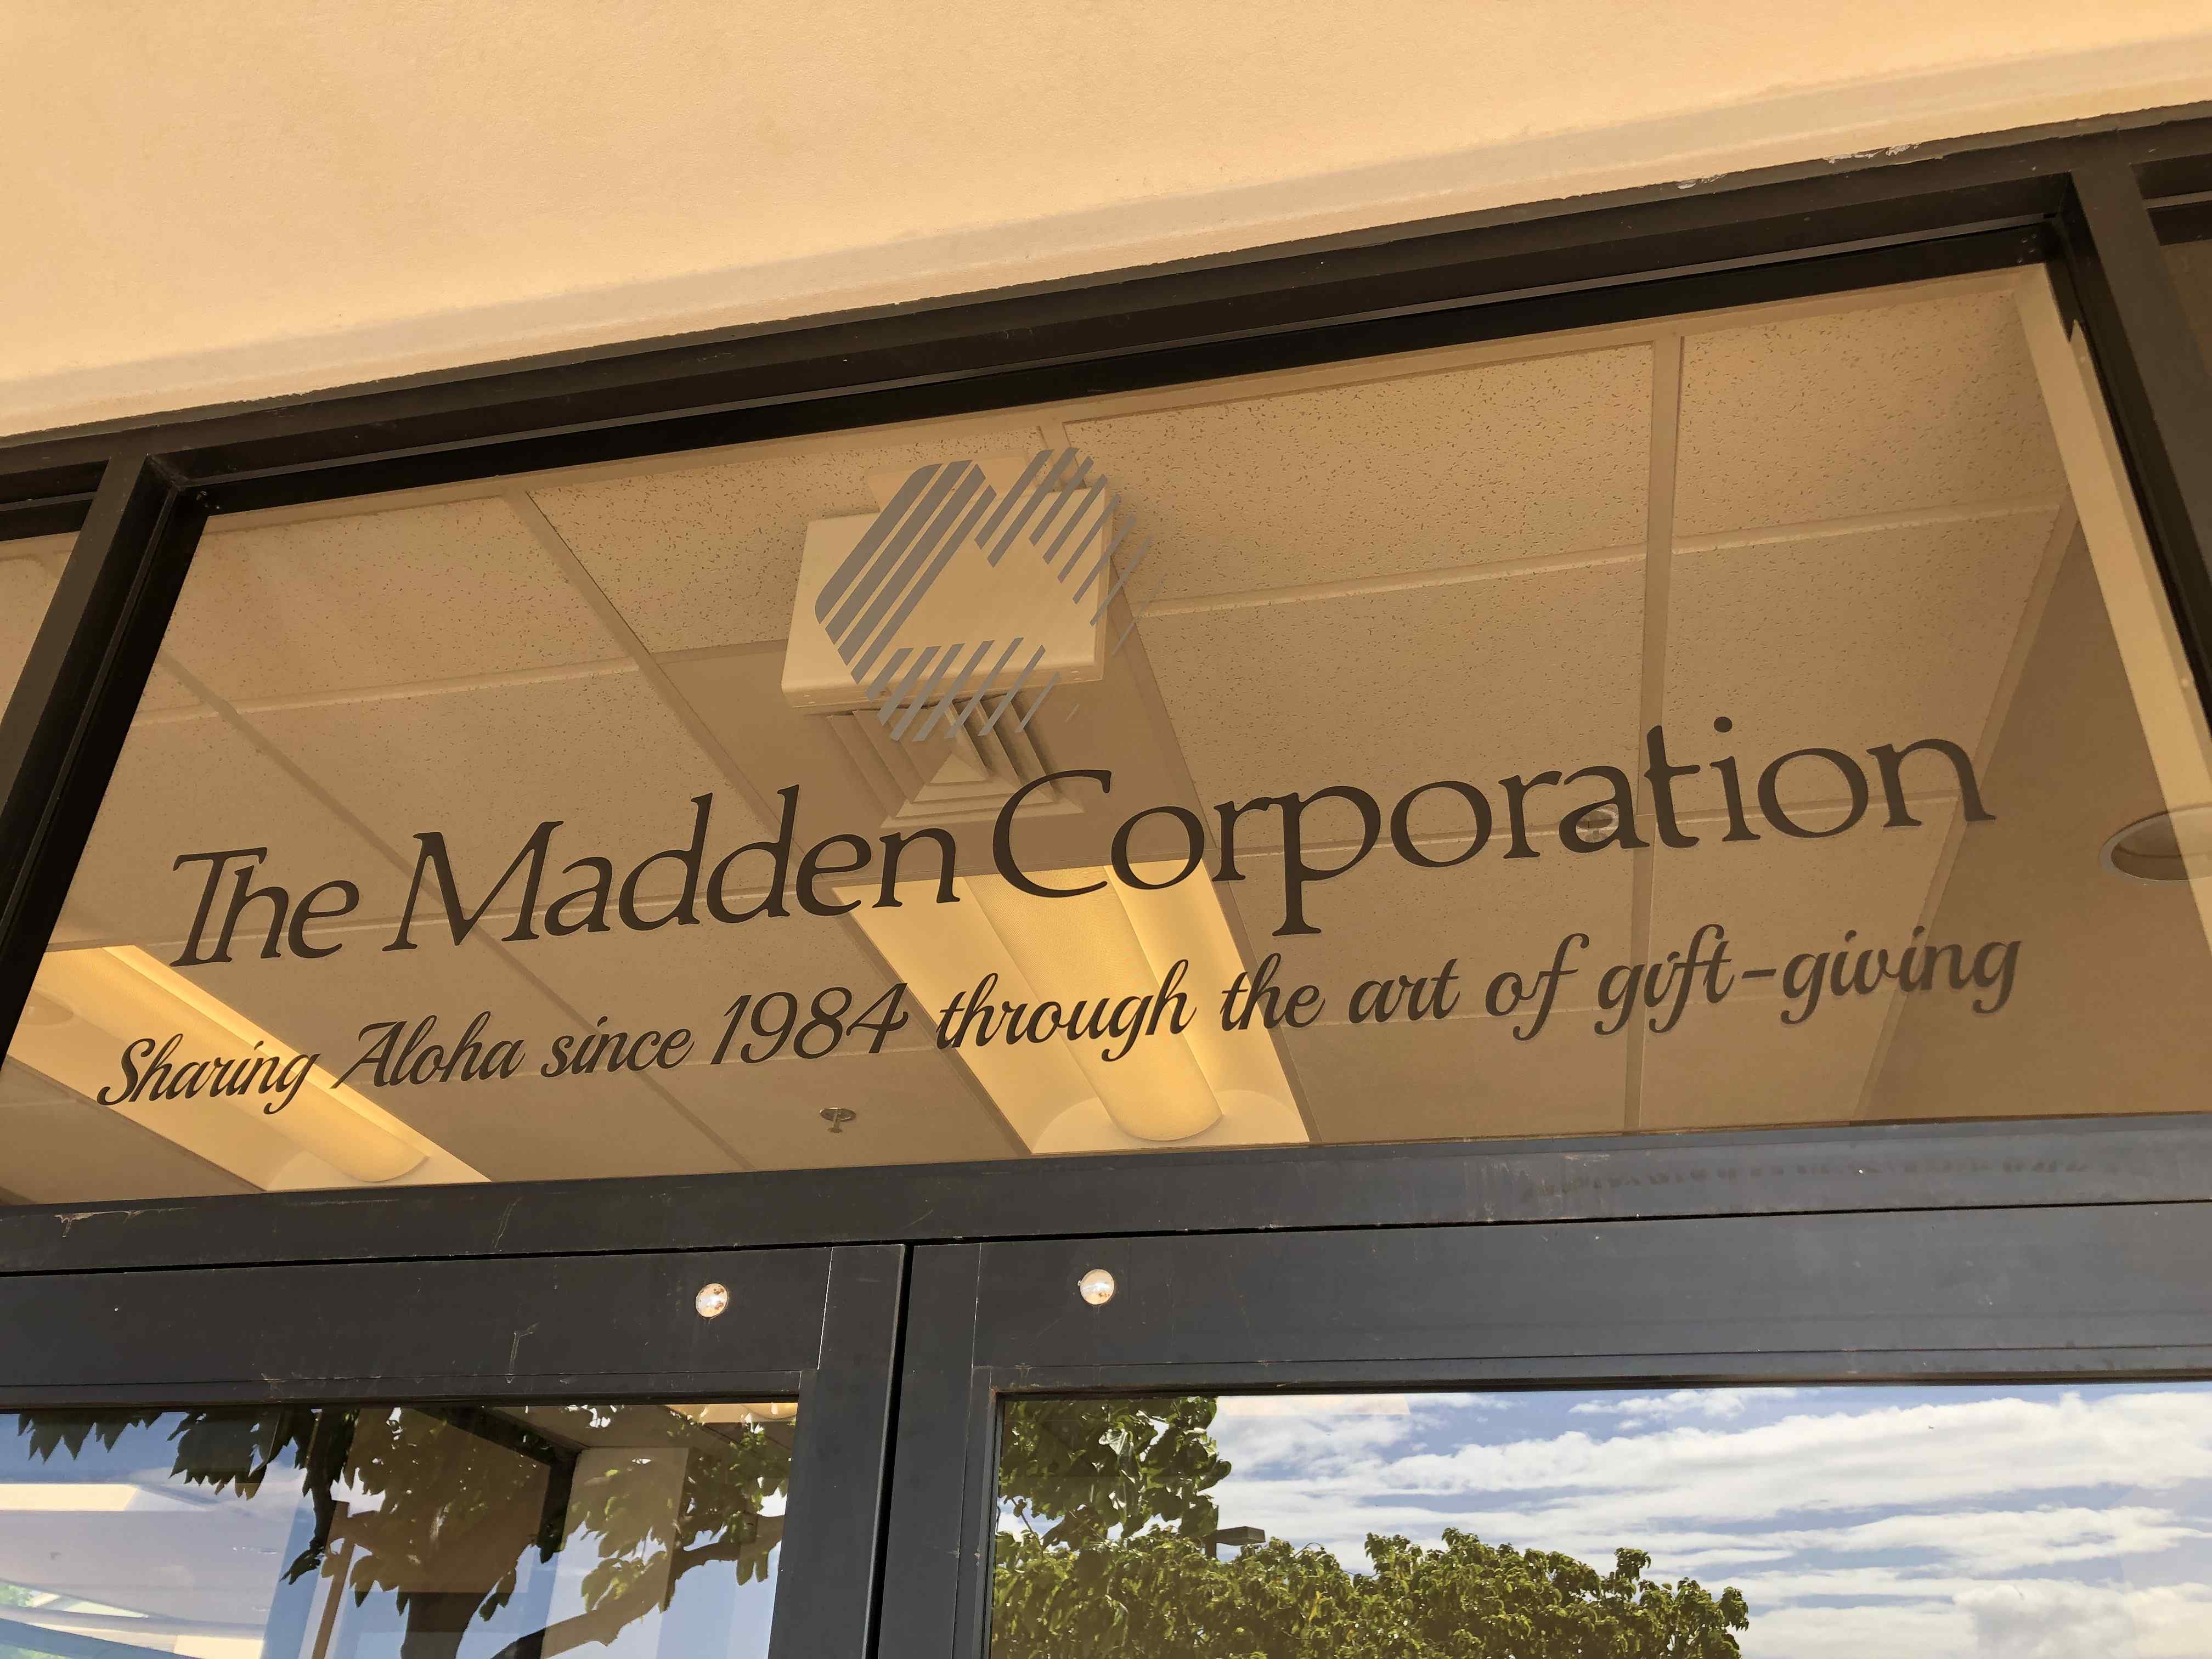 The Madden Corporation
Sharing Aloha since 1984 through the art of gift-giving